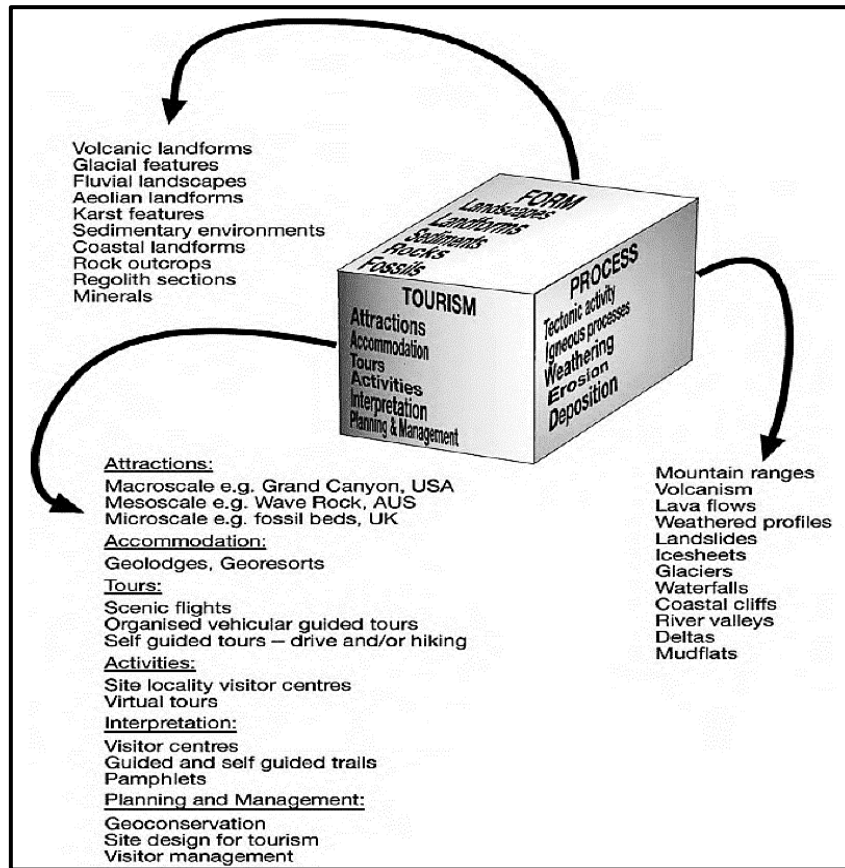 Volcanic landforms
Glacial features
Fluvial landscapes
Aeolian landforms
Karst features
Sedimentary environments
Coastal landforms
Rock outcrops
Regolith sections
Minerals
FORM
Landscapes
Landforms
Sediments
Rocks
Fossils
TOURISM
Attractions
Accommodation
Tours
Activities
Interpretation
Planning & Management
PROCESS
Tectonic activity
Igneous processes
Weathering
Erosion
Deposition
Attractions:
Macroscale e.g. Grand Canyon, USA
Mesoscale e.g. Wave Rock, AUS
Microscale e.g. fossil beds, UK
Accommodation:
Geolodges, Georesorts
Tours:
Scenic flights
Organised vehicular guided tours
Self guided tours – drive and/or hiking
Activities:
Site locality visitor centres
Virtual tours
Interpretation:
Visitor centres
Guided and self guided trails
Pamphlets
Planning and Management:
Geoconservation
Site design for tourism
Visitor management
Mountain ranges
Volcanism
Lava flows
Weathered profiles
Landslides
Icesheets
Glaciers
Waterfalls
Coastal cliffs
River valleys
Deltas
Mudflats